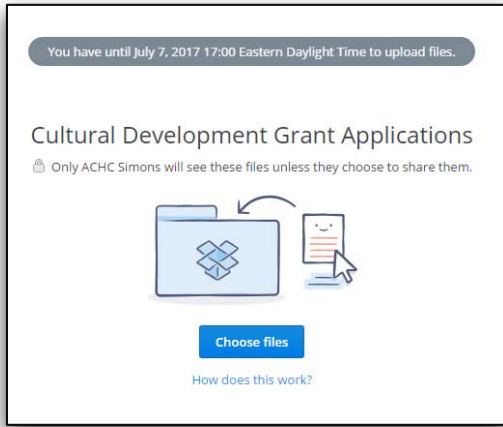 You have until July 7, 2017 17:00 Eastern Daylight Time to upload files.
Cultural Development Grant Applications
Only ACHC Simons will see these files unless they choose to share them.
Choose files
How does this work?